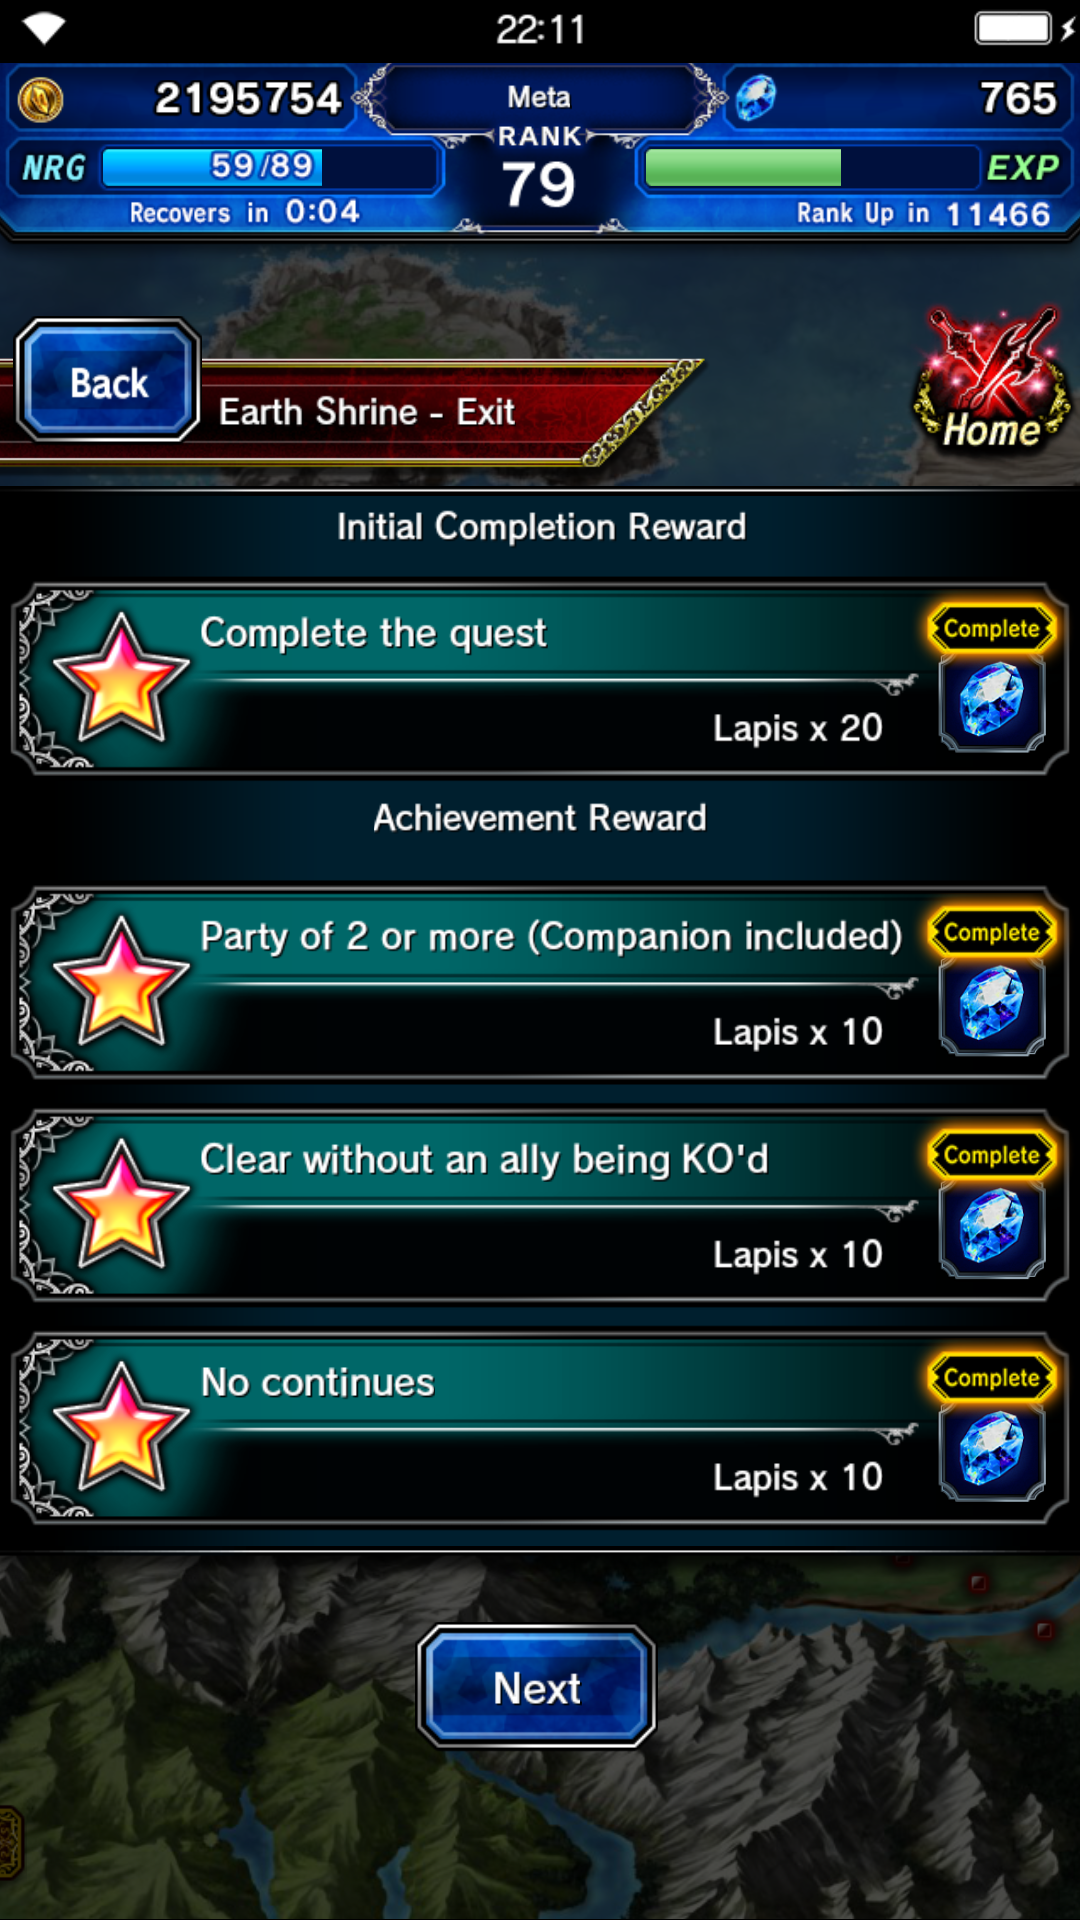 22:11
2195754
Meta
765
RANK
79
NRG
59/89
EXP
Recovers in 0:04
Rank Up in 11466
Back
Earth Shrine - Exit
Home
Initial Completion Reward
Complete the quest
Complete
Lapis x 20
Achievement Reward
Party of 2 or more (Companion included)
Complete
Lapis x 10
Clear without an ally being KO'd
Complete
Lapis x 10
No continues
Complete
Lapis x 10
Next